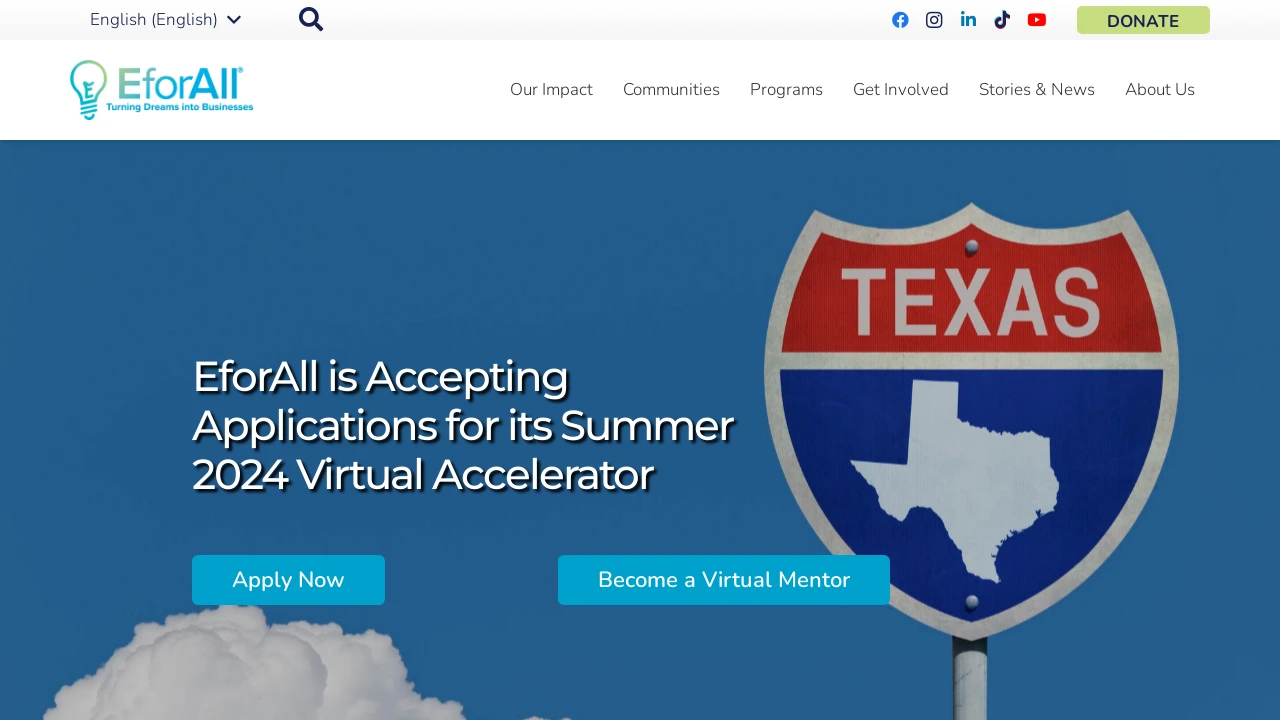 English (English)
DONATE
EforAll®
Turning Dreams into Businesses
Our Impact
Communities
Programs
Get Involved
Stories & News
About Us
TEXAS
EforAll is Accepting
Applications for its Summer
2024 Virtual Accelerator
Apply Now
Become a Virtual Mentor